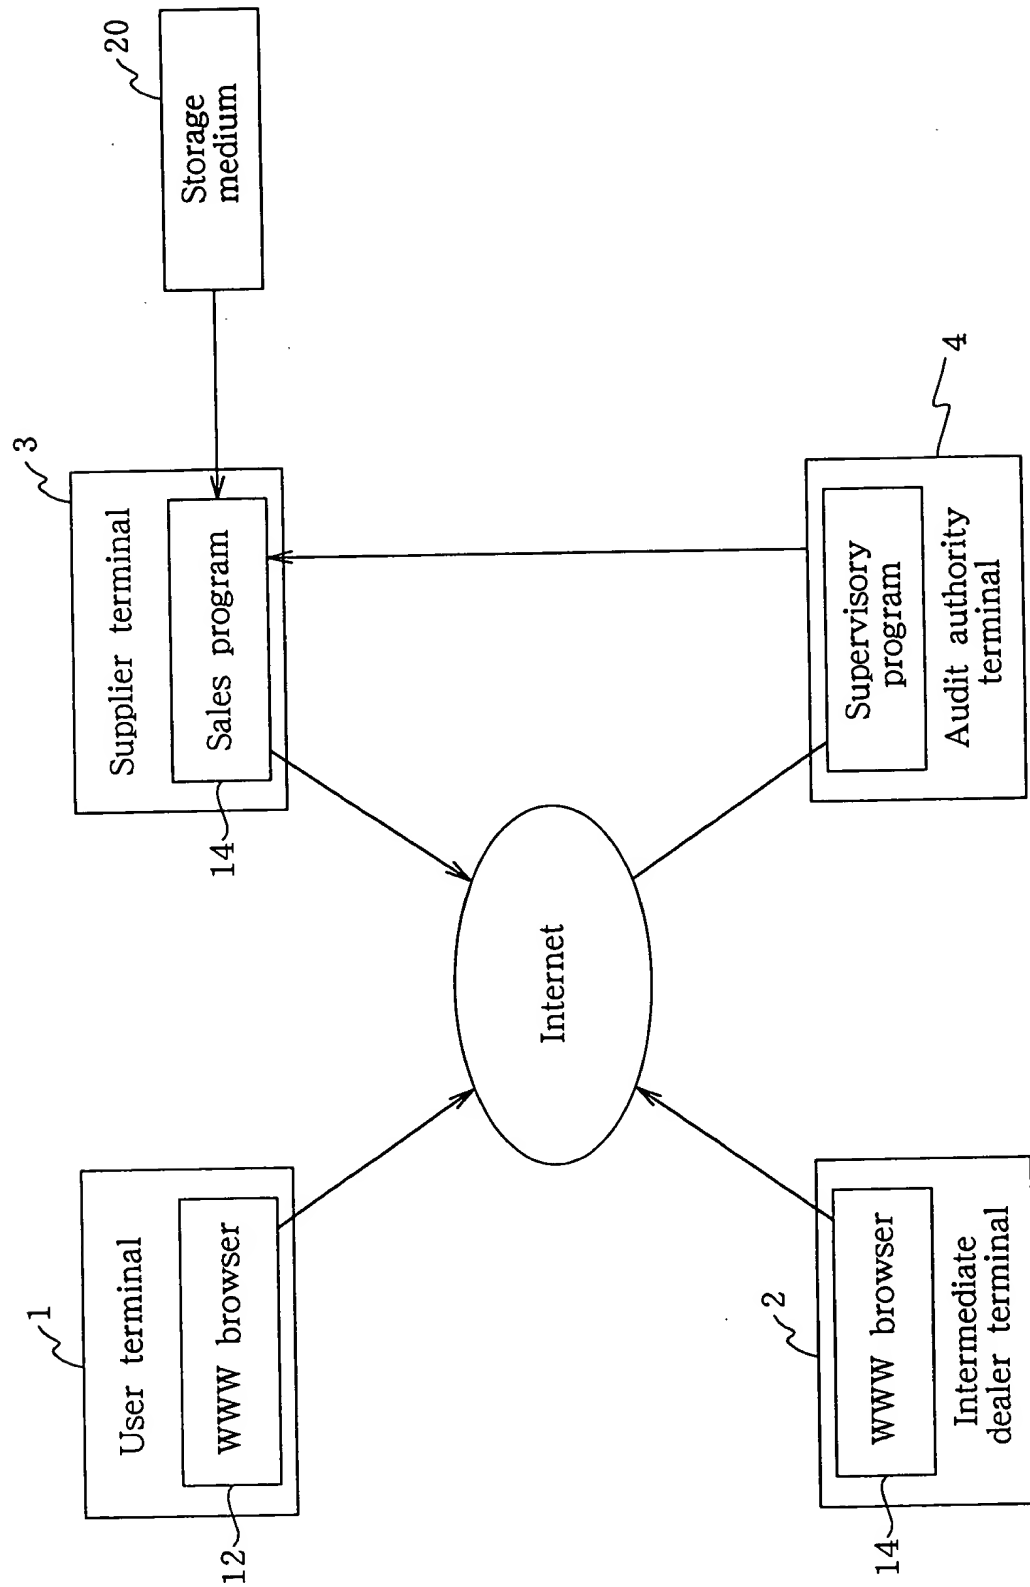 1
User terminal
WWW browser
12
3
Supplier terminal
Sales program
14
20
Storage
medium
Internet
2
WWW browser
Intermediate
dealer terminal
14
4
Supervisory
program
Audit authority
terminal